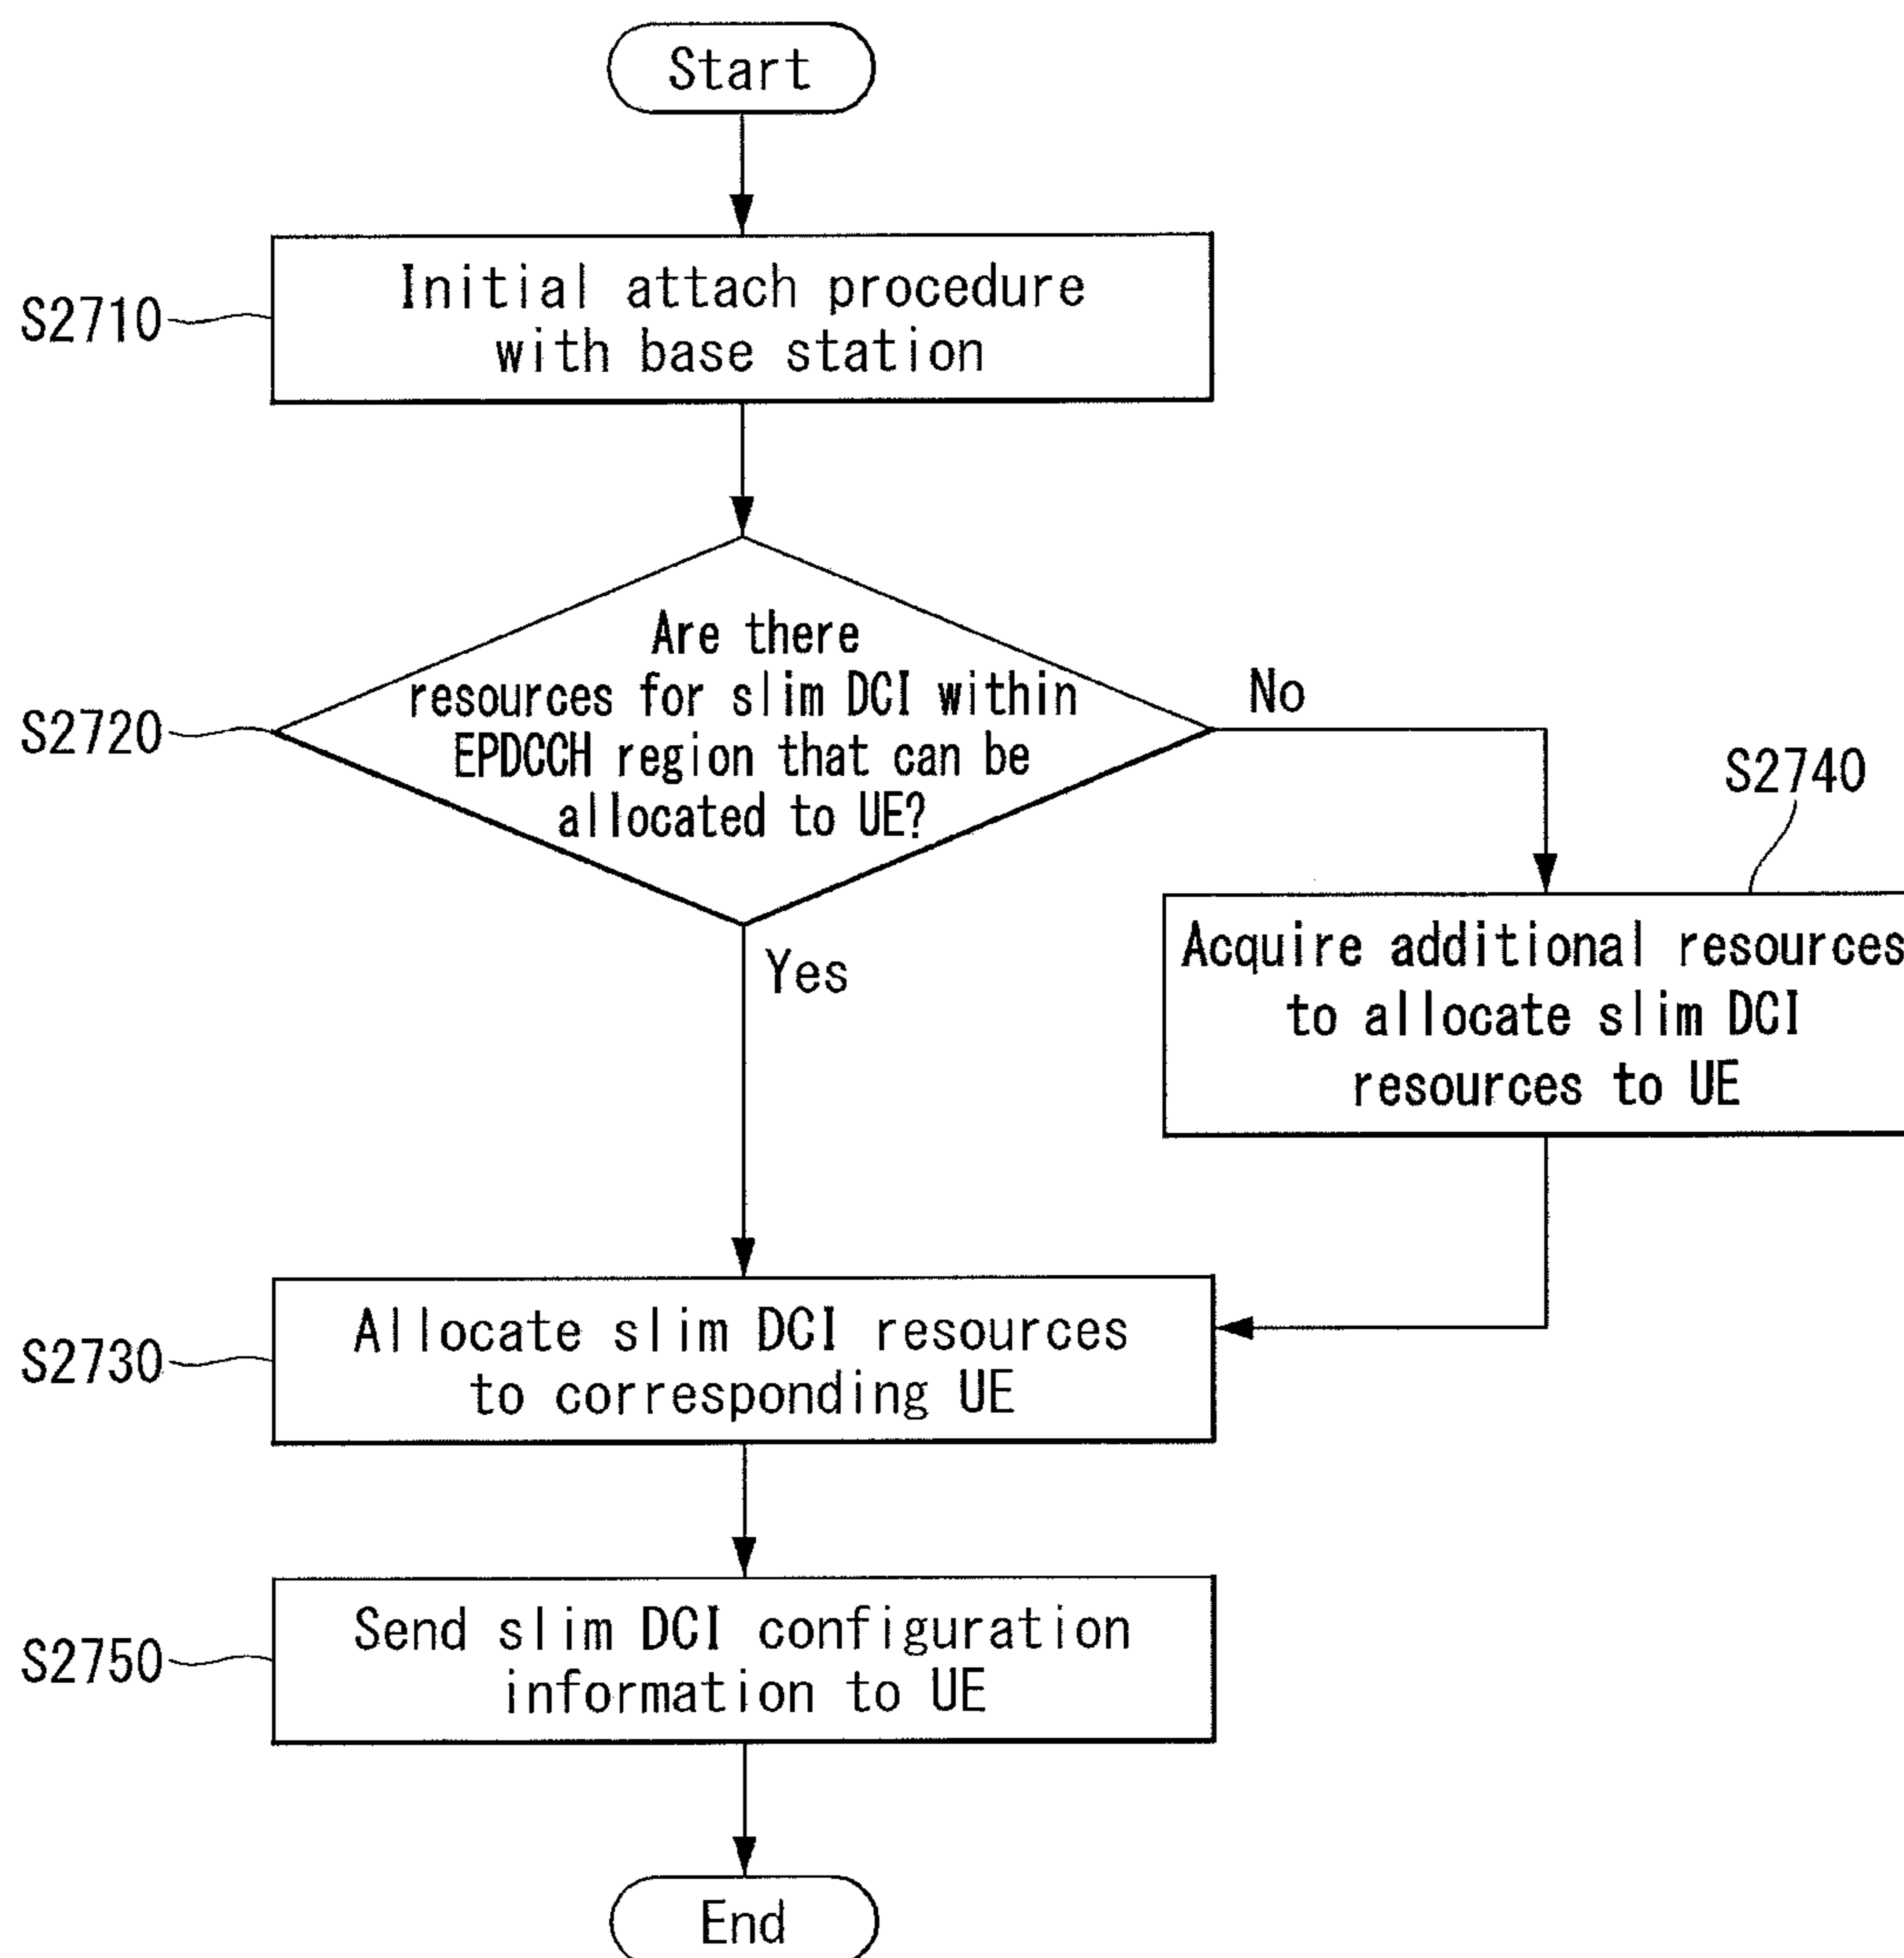 Start
S2710
Initial attach procedure
with base station
S2720
Are there
resources for slim DCI within
EPDCCH region that can be
allocated to UE?
No
S2740
Yes
Acquire additional resources
to allocate slim DCI
resources to UE
S2730
Allocate slim DCI resources
to corresponding UE
S2750
Send slim DCI configuration
information to UE
End